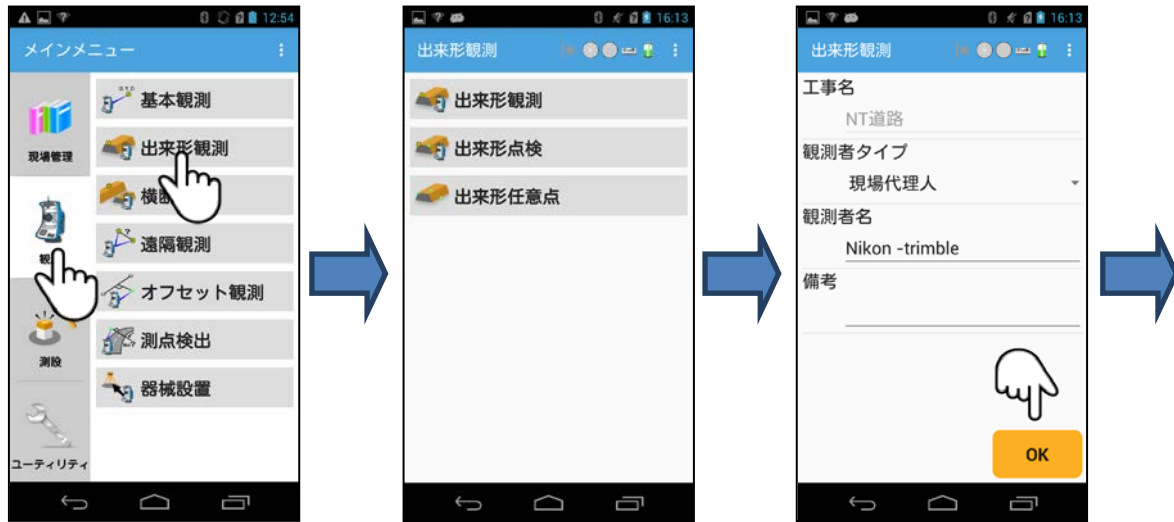 12:54
メインメニュー
現場管理
測設
ユーティリティ
基本観測
出来形観測
遠隔観測
オフセット観測
測点検出
器械設置
16:13
出来形観測
出来形観測
出来形点検
出来形任意点
16:13
出来形観測
工事名
NT道路
観測者タイプ
現場代理人
観測者名
Nikon -trimble
備考
OK